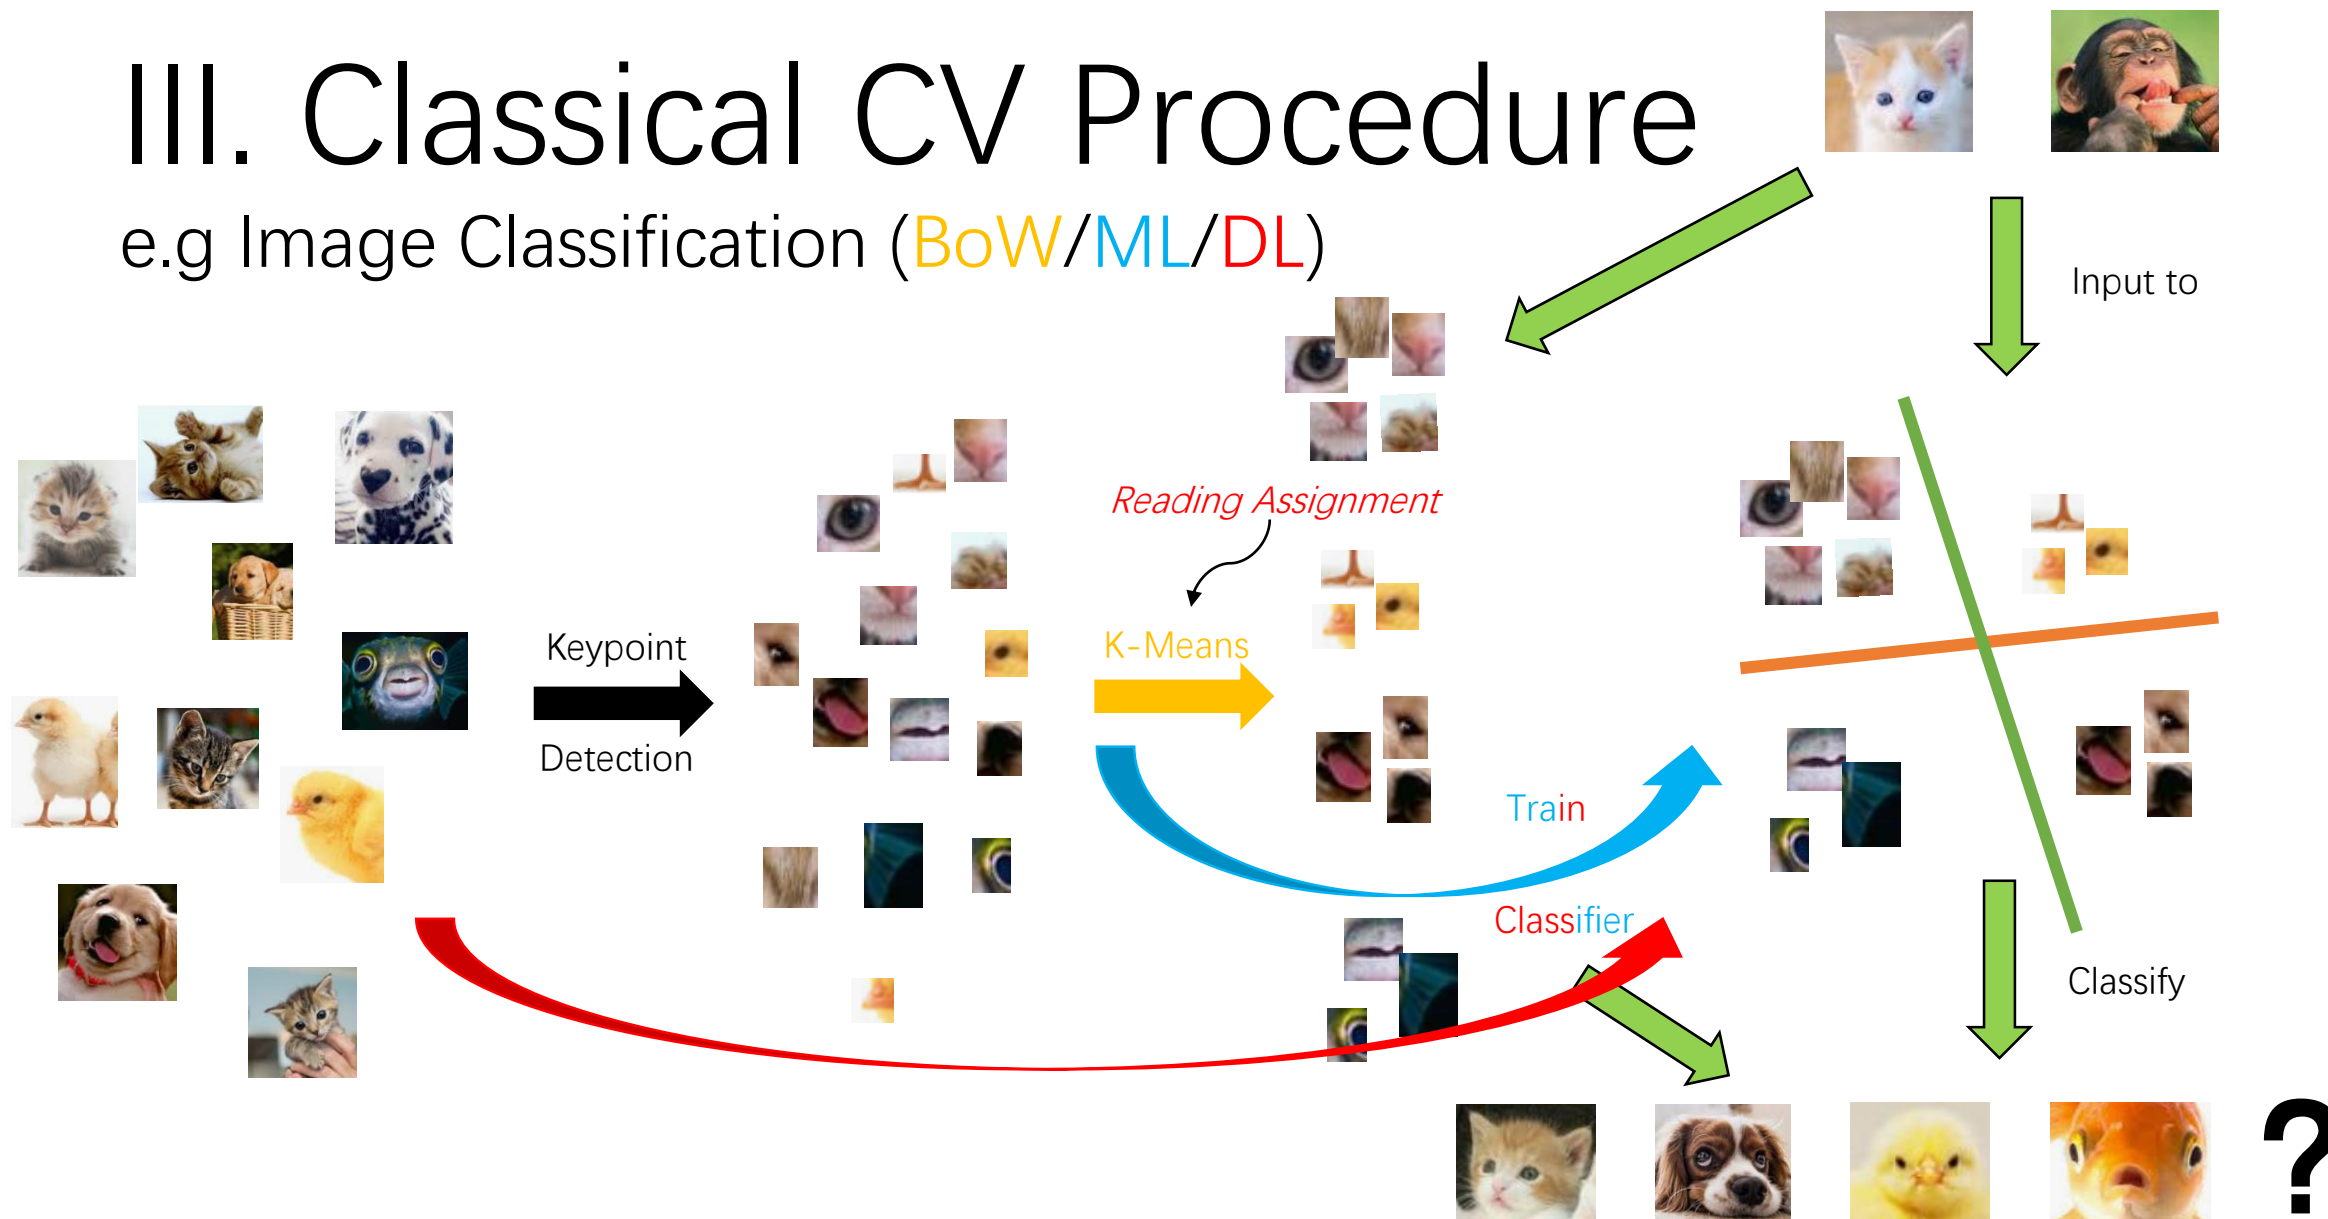 III. Classical CV Procedure
e.g Image Classification (BoW/ML/DL)
Input to
Reading Assignment
Keypoint
Detection
K-Means
Train
Classifier
Classify
?